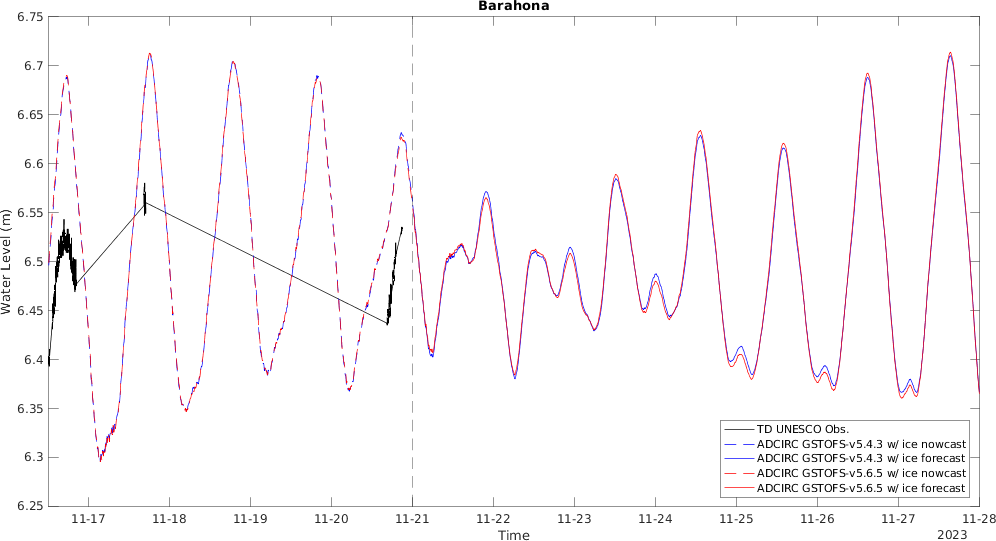 Barahona
6.75
6.7
6.65
6.6
6.55
6.5
6.45
6.4
6.35
6.3
6.25
Water Level (m)
TD UNESCO Obs.
ADCIRC GSTOFS-v5.4.3 w/ ice nowcast
ADCIRC GSTOFS-v5.4.3 w/ ice forecast
ADCIRC GSTOFS-v5.6.5 w/ ice nowcast
ADCIRC GSTOFS-v5.6.5 w/ ice forecast
11-17 11-18 11-19 11-20 11-21 11-22 11-23 11-24 11-25 11-26 11-27 11-28
Time
2023